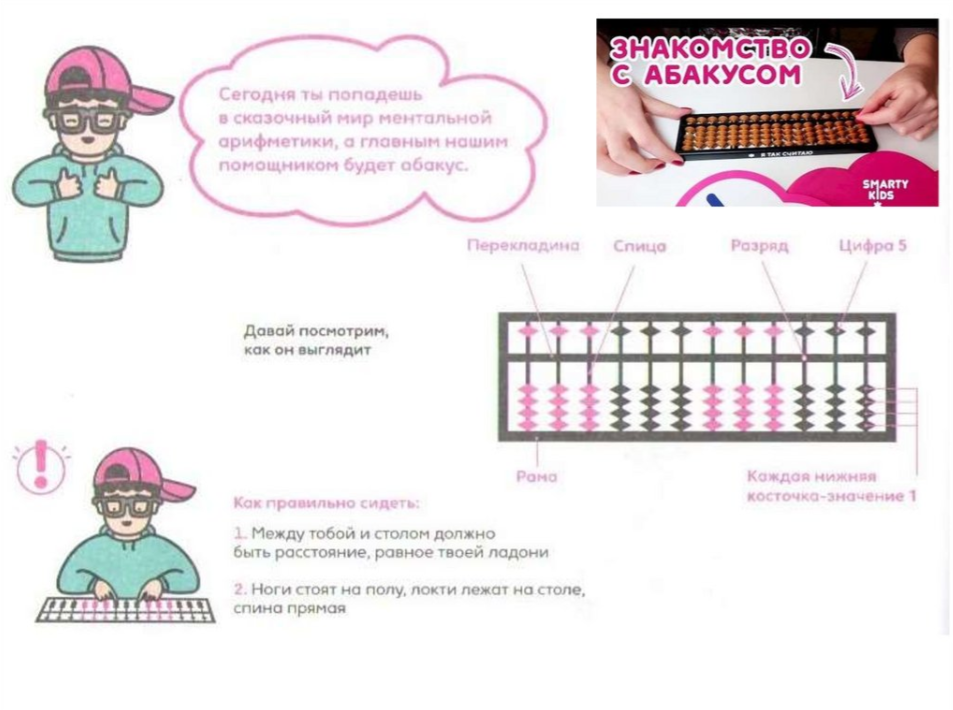 Сегодня ты попадешь
в сказочный мир ментальной
арифметики, а главным нашим
помощником будет абакус.
ЗНАКОМСТВО
С АБАКУСОМ
Я ТАК СЧИТАЮ
SMARTY
KIDS
Перекладина Спица Разряд Цифра 5
Давай посмотрим,
как он выглядит
Рама
Каждая нижняя
косточка-значение 1
Как правильно сидеть:
1. Между тобой и столом должно
быть расстояние, равное твоей ладони
2. Ноги стоят на полу, локти лежат на столе,
спина прямая